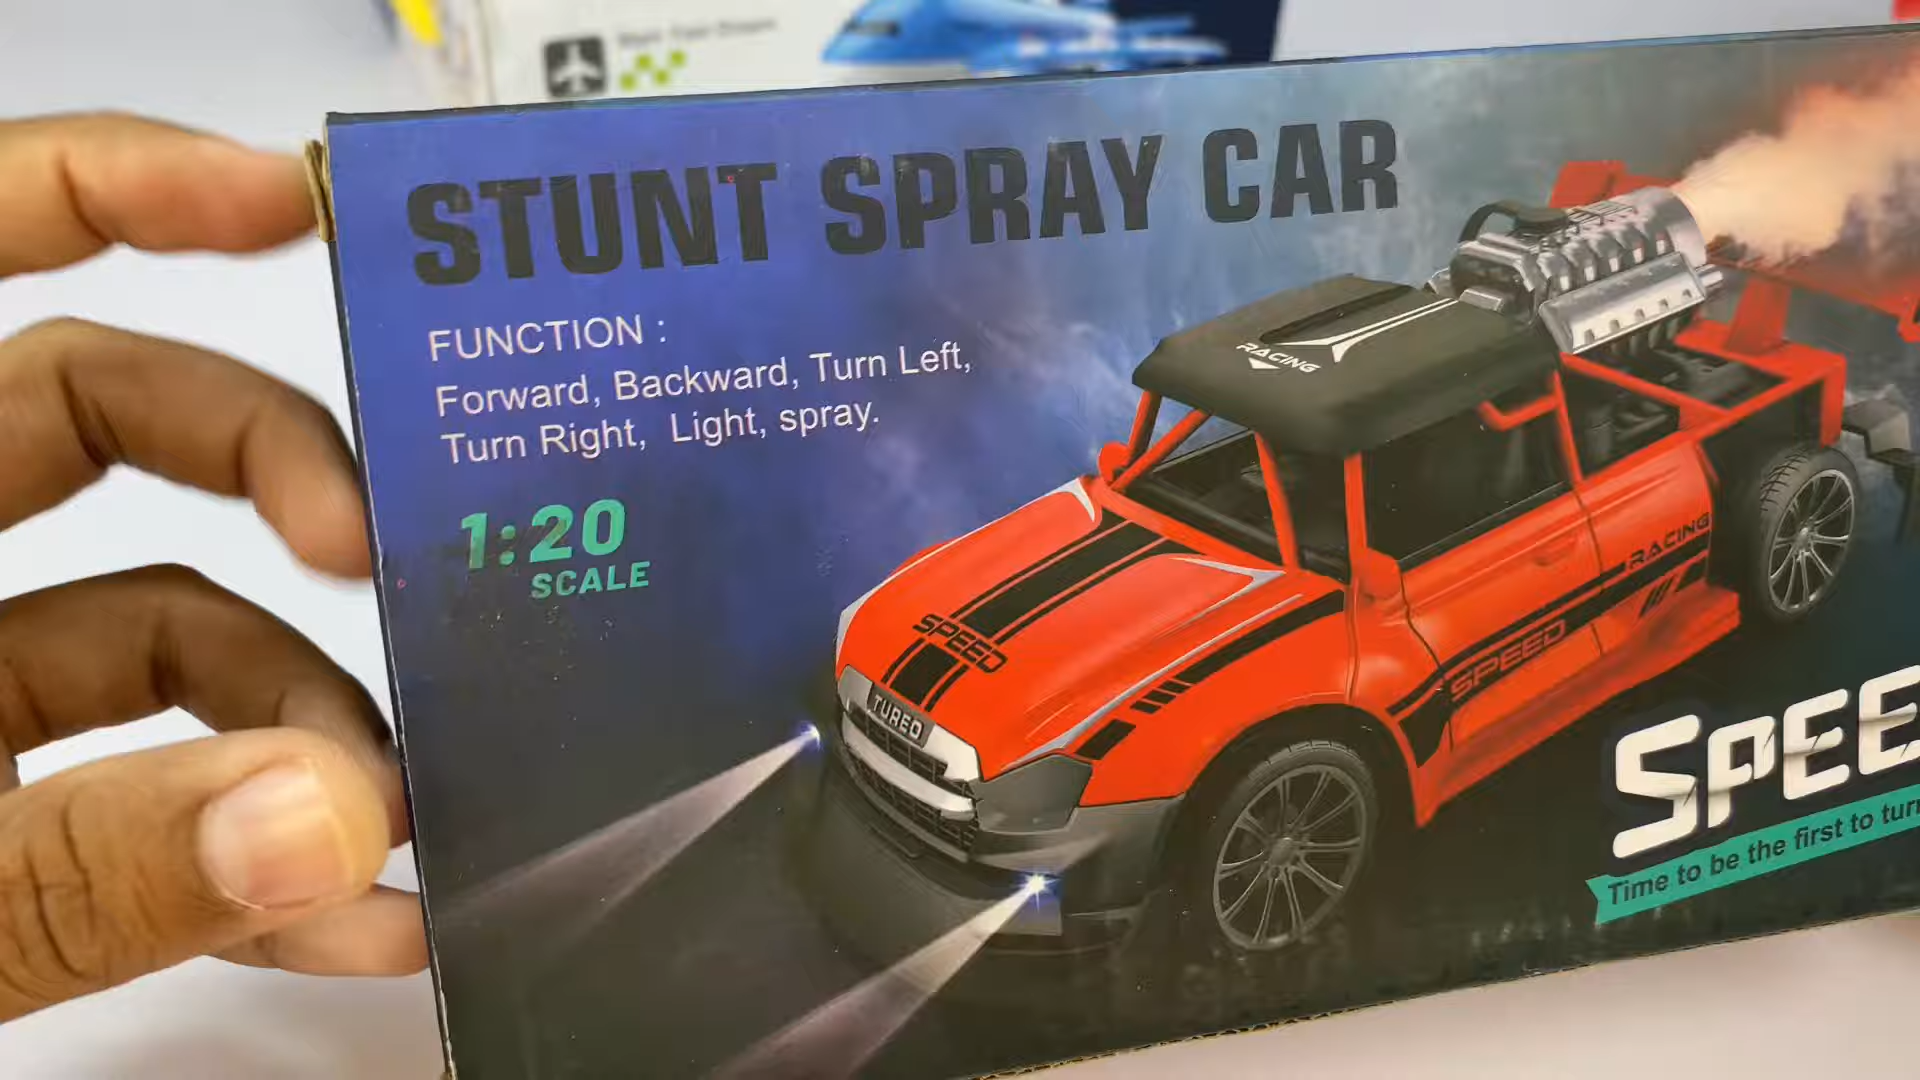 STUNT SPRAY CAR
FUNCTION :
Forward, Backward, Turn Left,
Turn Right, Light, spray.
1:20
SCALE
RACING
SPEED
TURBO
RACING
SPEED
SPEE
Time to be the first to turn